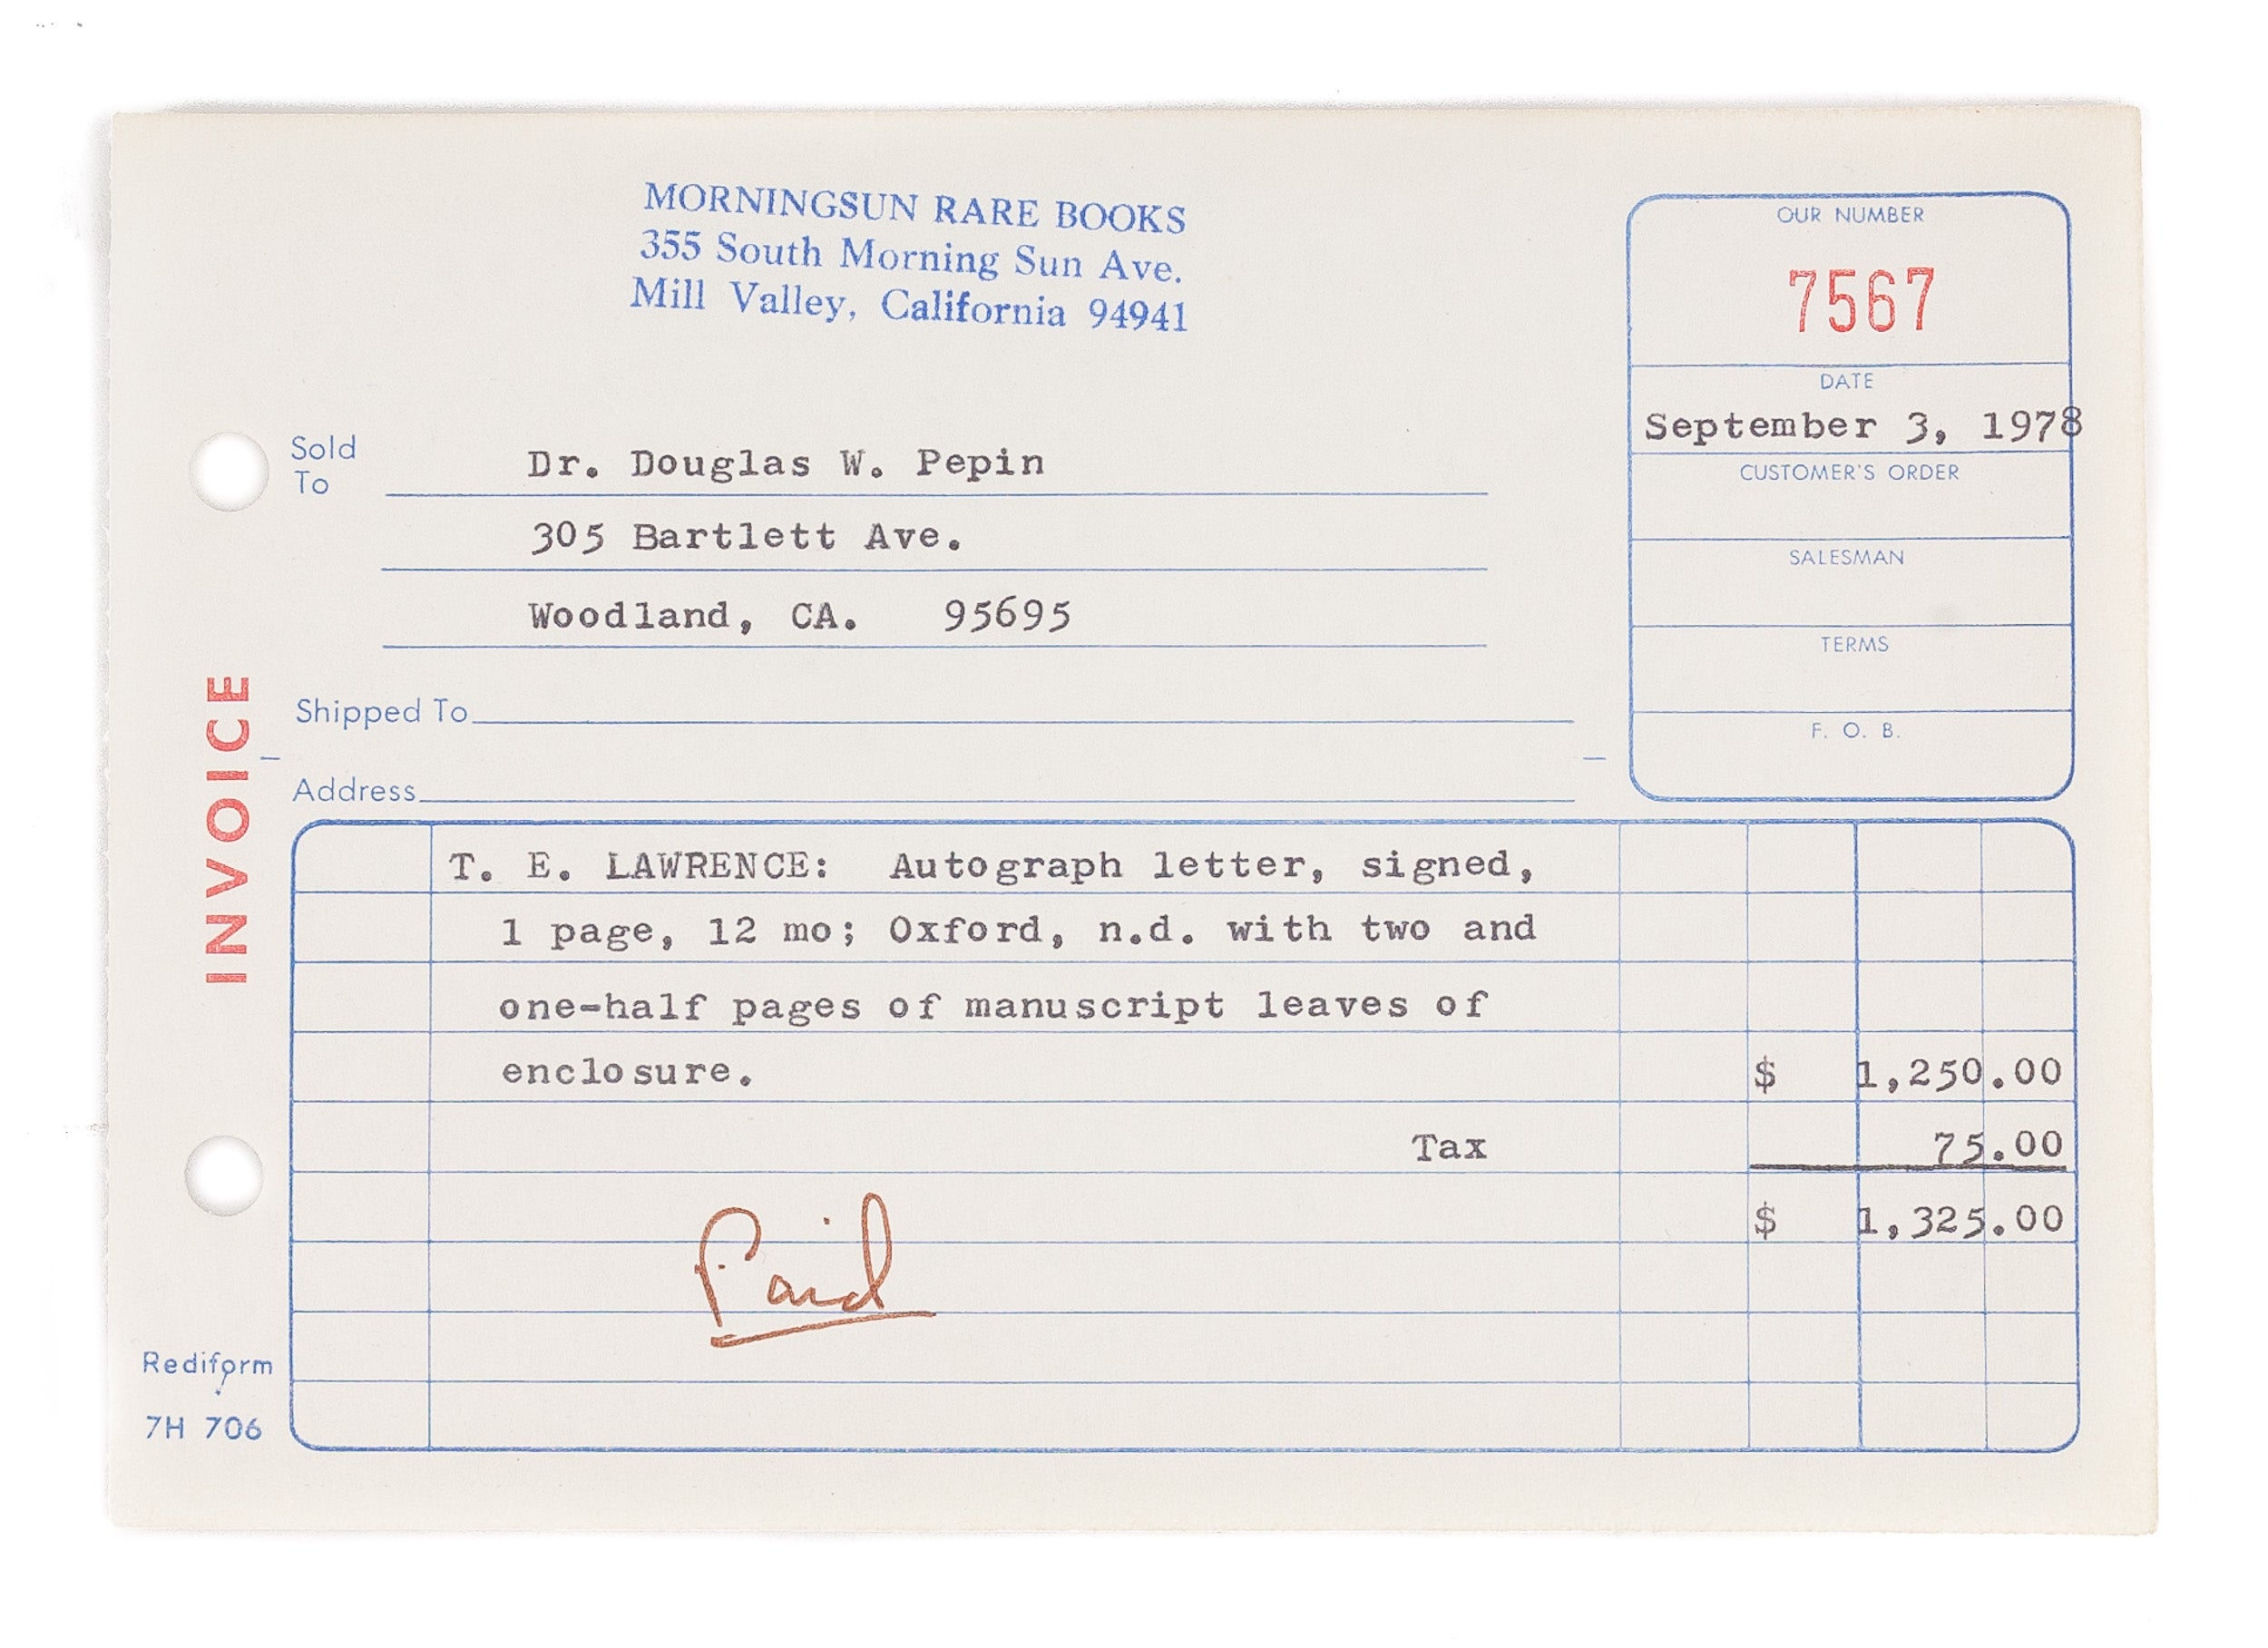 MORNINGSUN RARE BOOKS
355 South Morning Sun Ave.
Mill Valley, California 94941
OUR NUMBER
7567
DATE
September 3, 1978
CUSTOMER'S ORDER
SALESMAN
TERMS
F. O. B.
Sold
To
Dr. Douglas W. Pepin
305 Bartlett Ave.
Woodland, CA. 95695
Shipped To
Address
INVOICE
T. E. LAWRENCE: Autograph letter, signed,
1 page, 12 mo; Oxford, n.d. with two and
one-half pages of manuscript leaves of
enclosure. $ 1,250.00
Tax 75.00
$ 1,325.00
Paid
Rediform
7H 706